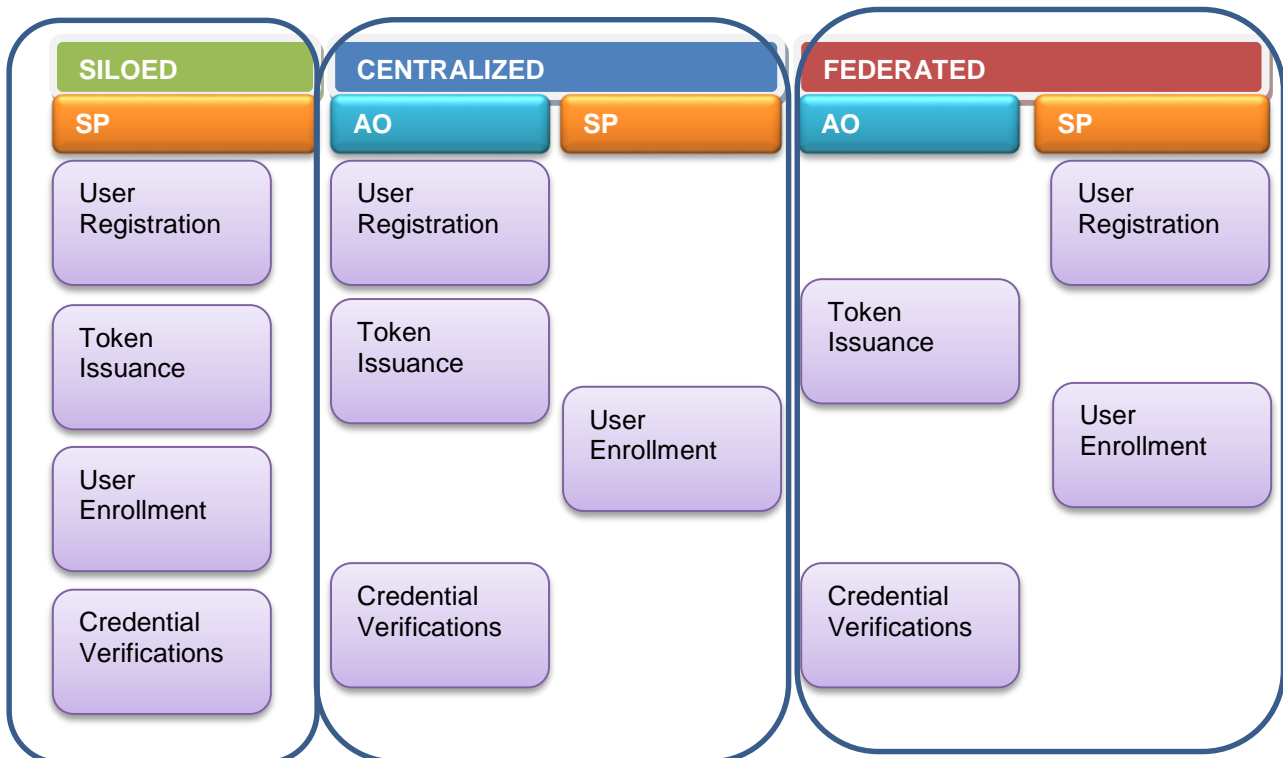 SILOED
SP
User
Registration
Token
Issuance
User
Enrollment
Credential
Verifications
CENTRALIZED
AO
SP
User
Registration
Token
Issuance
User
Enrollment
Credential
Verifications
FEDERATED
AO
SP
User
Registration
Token
Issuance
User
Enrollment
Credential
Verifications